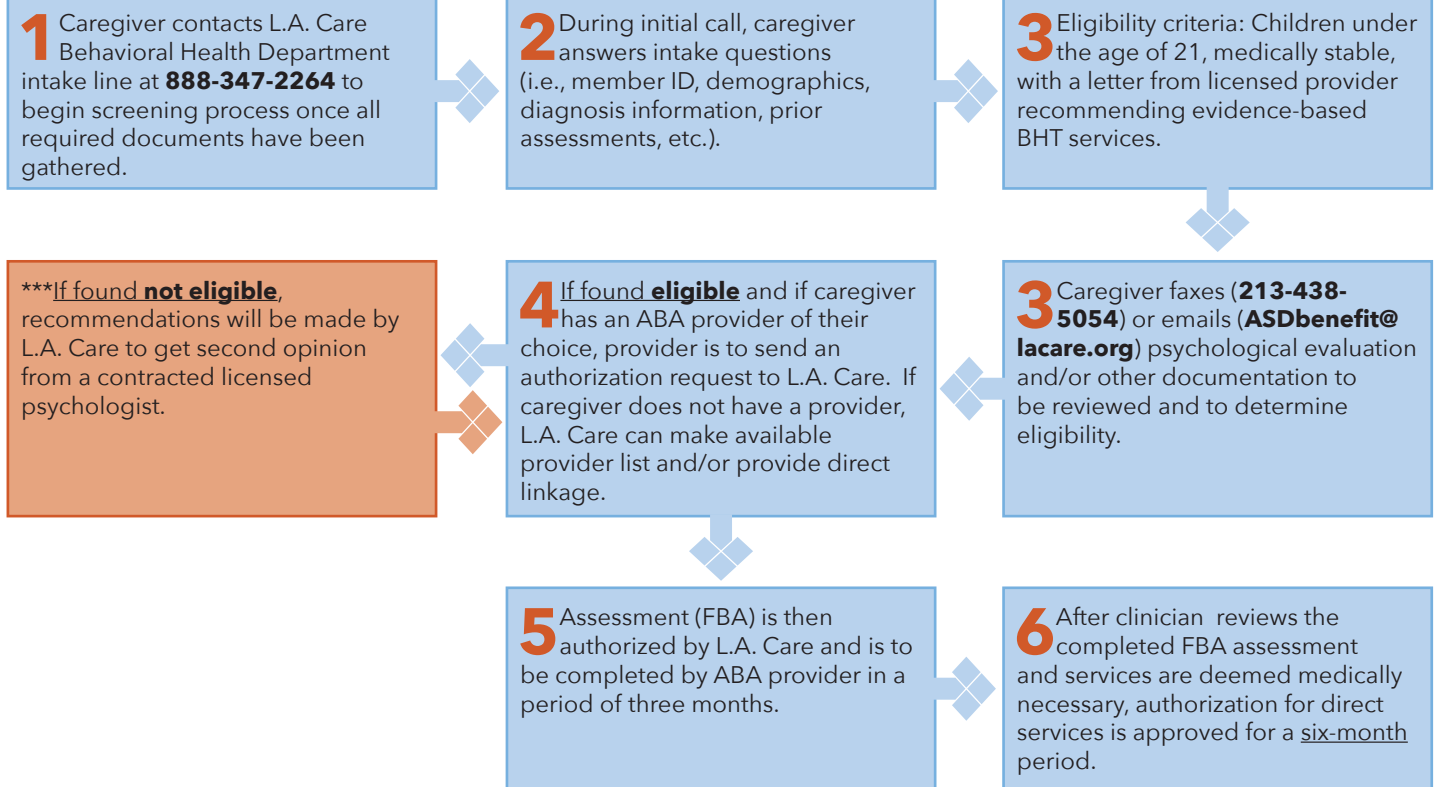 1 Caregiver contacts L.A. Care
Behavioral Health Department
intake line at 888-347-2264 to
begin screening process once all
required documents have been
gathered.
2 During initial call, caregiver
answers intake questions
(i.e., member ID, demographics,
diagnosis information, prior
assessments, etc.).
3 Eligibility criteria: Children under
the age of 21, medically stable,
with a letter from licensed provider
recommending evidence-based
BHT services.
3 Caregiver faxes (213-438-
5054) or emails (ASDbenefit@
lacare.org) psychological evaluation
and/or other documentation to
be reviewed and to determine
eligibility.
4 If found eligible and if caregiver
has an ABA provider of their
choice, provider is to send an
authorization request to L.A. Care. If
caregiver does not have a provider,
L.A. Care can make available
provider list and/or provide direct
linkage.
***If found not eligible,
recommendations will be made by
L.A. Care to get second opinion
from a contracted licensed
psychologist.
5 Assessment (FBA) is then
authorized by L.A. Care and is to
be completed by ABA provider in a
period of three months.
6 After clinician reviews the
completed FBA assessment
and services are deemed medically
necessary, authorization for direct
services is approved for a six-month
period.